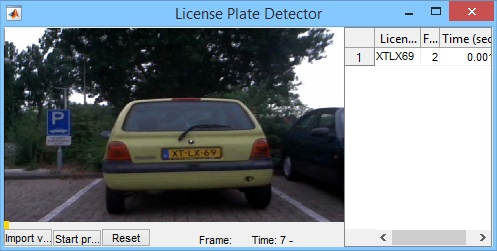 License Plate Detector
Licen... F... Time (sec
1 XTLX69 2 0.001
P
XT-LX-69
Import v... Start pr... Reset Frame: Time: 7 -